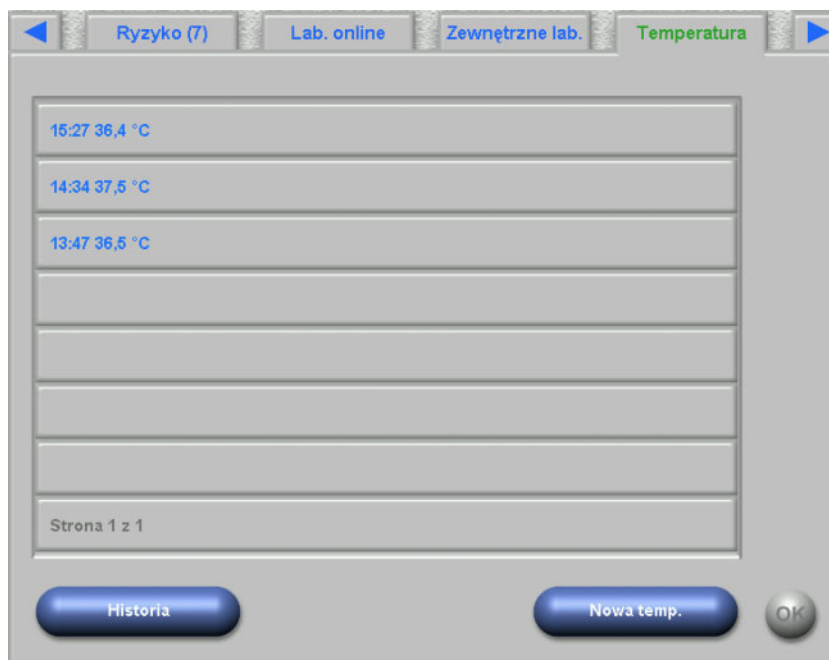 Ryzyko (7) Lab. online Zewnętrzne lab. Temperatura
15:27 36,4 °C
14:34 37,5 °C
13:47 36,5 °C
Strona 1 z 1
Historia Nowa temp. OK